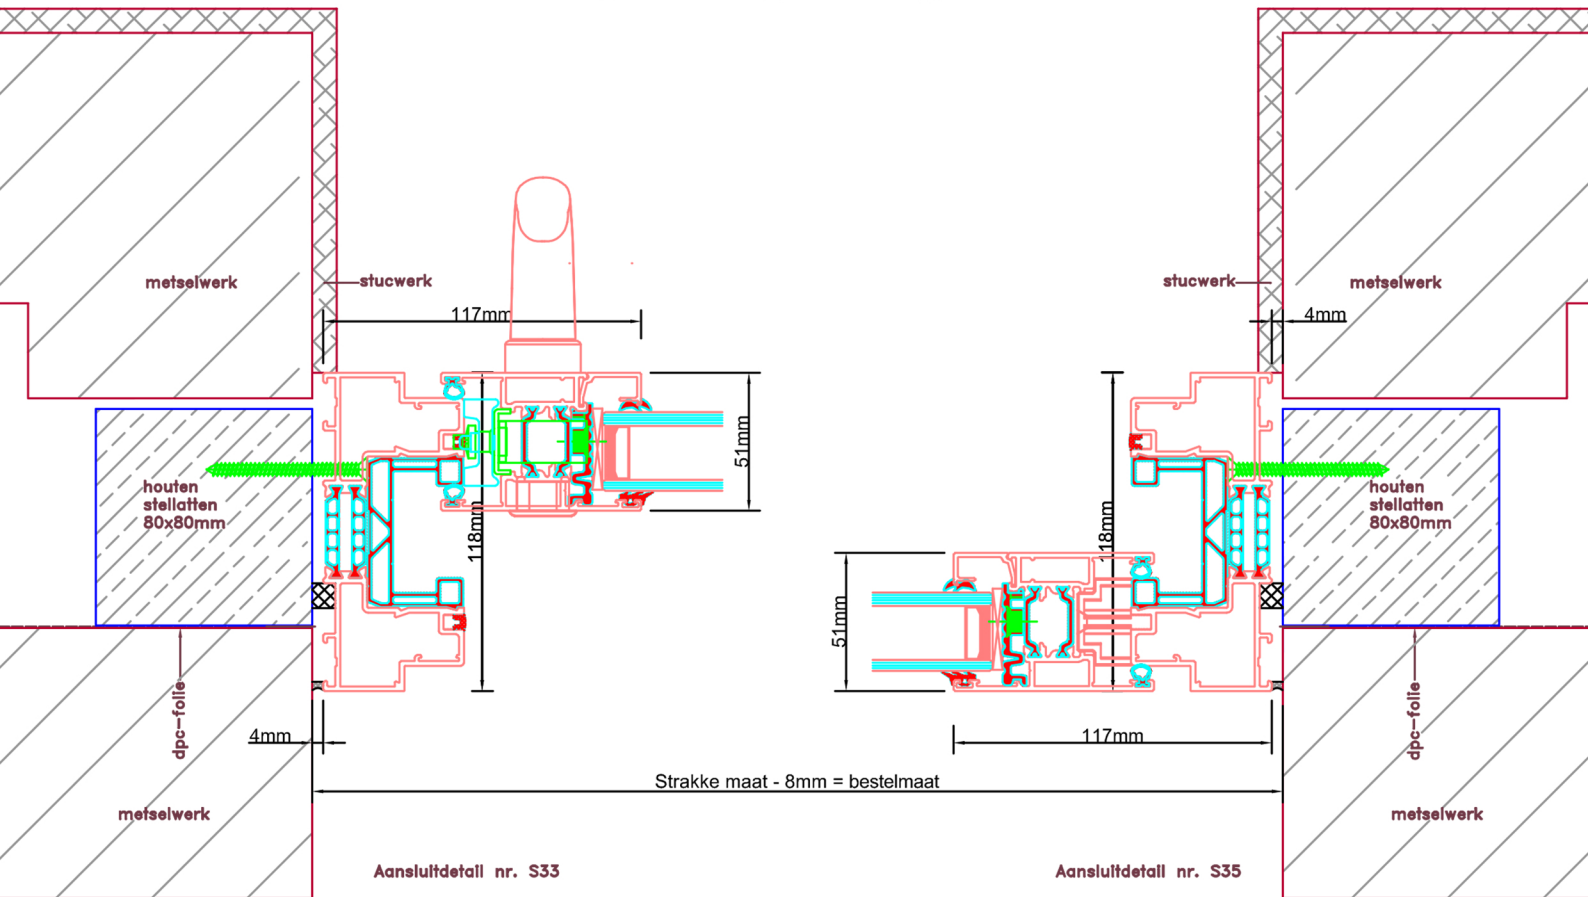 metselwerk
stucwerk
stucwerk
metselwerk
117mm
4mm
51mm
118mm
houten
stellatten
80x80mm
118mm
houten
stellatten
80x80mm
51mm
dpc-folie
4mm
117mm
dpc-folie
Strakke maat - 8mm = bestelmaat
metselwerk
metselwerk
Aansluitdetail nr. S33
Aansluitdetail nr. S35